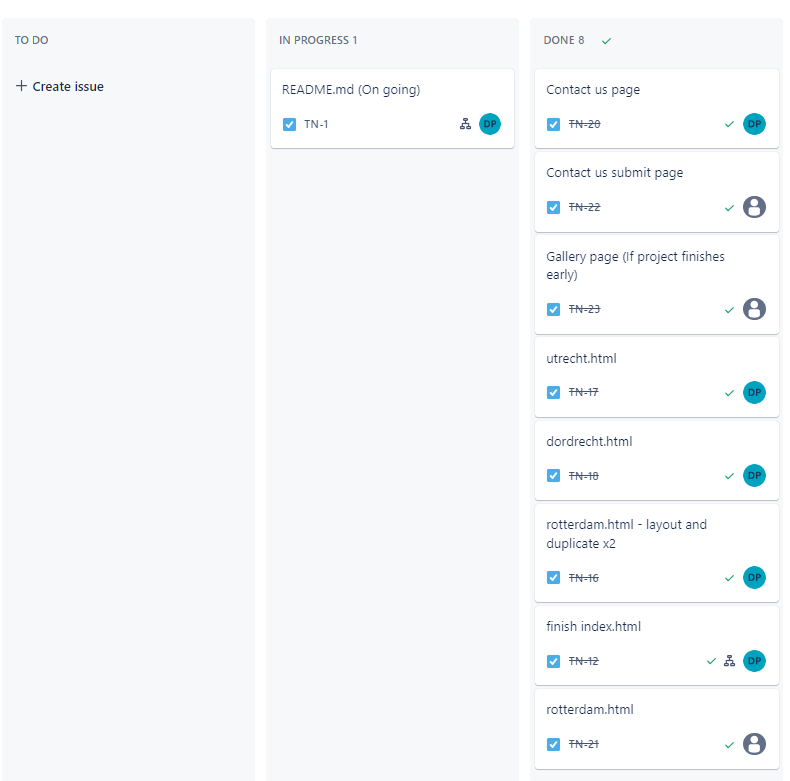 TO DO
+ Create issue
IN PROGRESS 1
README.md (On going)
TN-1
DP
DONE 8
Contact us page
TN-20
DP
Contact us submit page
TN-22
Gallery page (If project finishes
early)
TN-23
utrecht.html
TN-17
DP
dordrecht.html
TN-18
DP
rotterdam.html - layout and
duplicate x2
TN-16
DP
finish index.html
TN-12
DP
rotterdam.html
TN-21